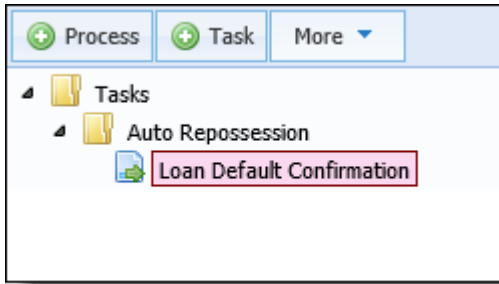 Process Task More
Tasks
Auto Repossession
Loan Default Confirmation